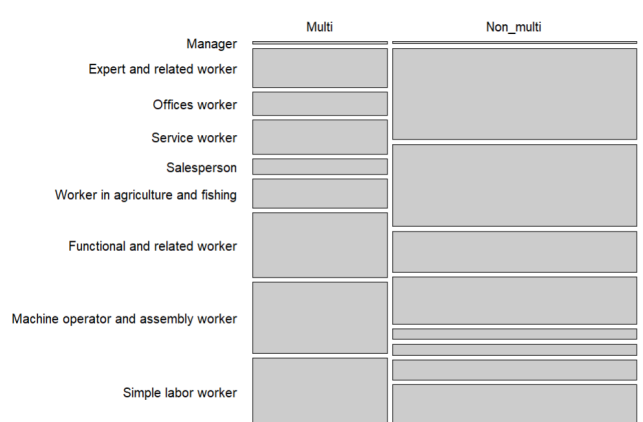 Multi Non_multi
Manager
Expert and related worker
Offices worker
Service worker
Salesperson
Worker in agriculture and fishing
Functional and related worker
Machine operator and assembly worker
Simple labor worker